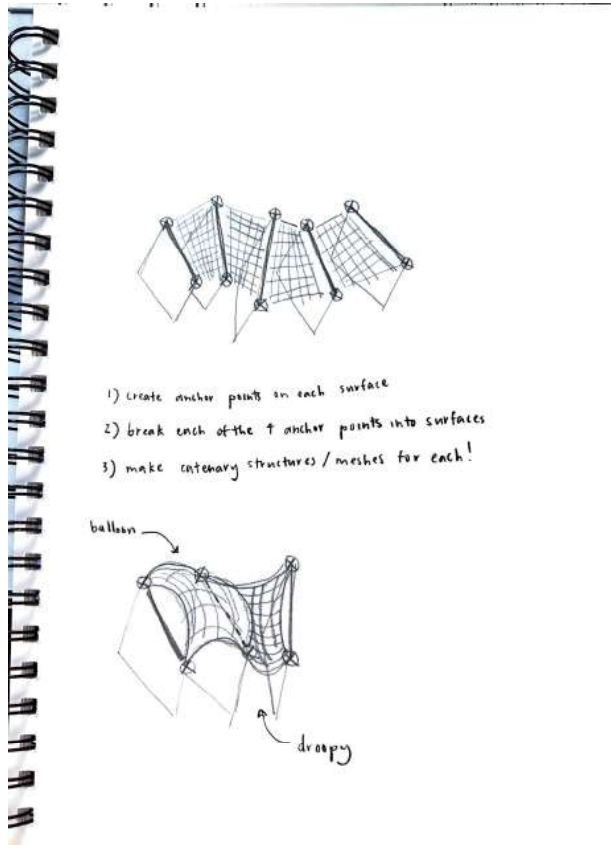 1) create anchor points on each surface
2) break each of the 4 anchor points into surfaces
3) make catenary structures / meshes for each!
balloon
droopy